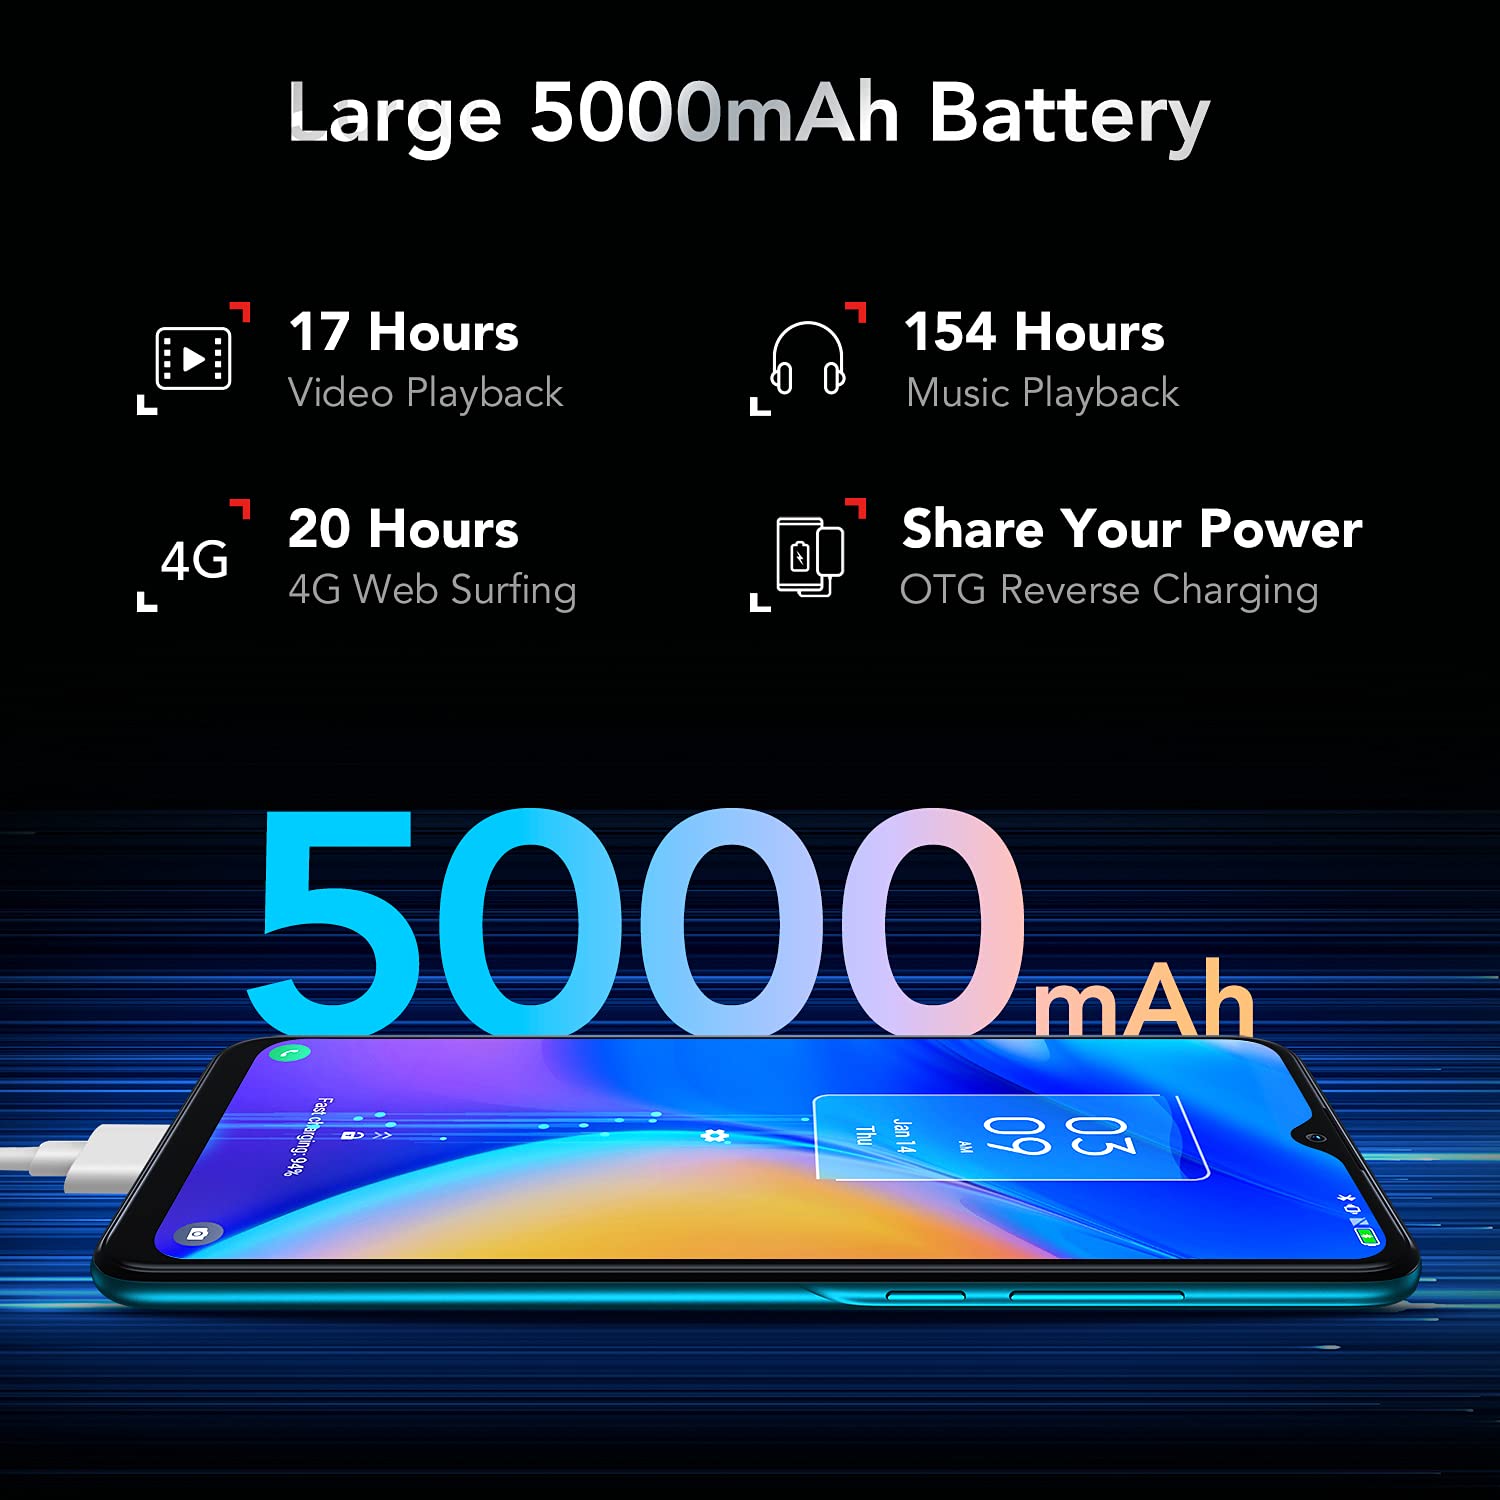 Large 5000mAh Battery
17 Hours
Video Playback
154 Hours
Music Playback
4G
20 Hours
4G Web Surfing
Share Your Power
OTG Reverse Charging
5000mAh
03
09
AM
Jan 14
Thu
Fast charging: 94%